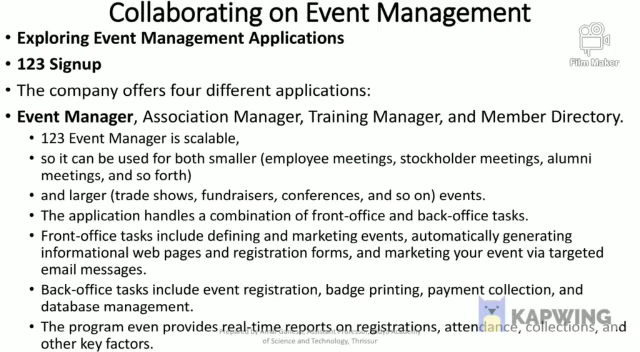 Collaborating on Event Management
• Exploring Event Management Applications
• 123 Signup
• The company offers four different applications:
• Event Manager, Association Manager, Training Manager, and Member Directory.
• 123 Event Manager is scalable,
• so it can be used for both smaller (employee meetings, stockholder meetings, alumni
meetings, and so forth)
• and larger (trade shows, fundraisers, conferences, and so on) events.
• The application handles a combination of front-office and back-office tasks.
• Front-office tasks include defining and marketing events, automatically generating
informational web pages and registration forms, and marketing your event via targeted
email messages.
• Back-office tasks include event registration, badge printing, payment collection, and
database management.
• The program even provides real-time reports on registrations, attendance, collections, and
other key factors.
of Science and Technology, Thrissur
Film Maker
KAPWING